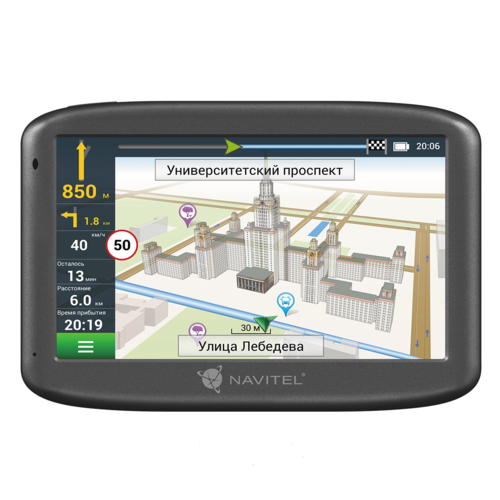 20:06
850 м
Университетский проспект
1.8 км
км/ч
40
50
Осталось
13 мин
Расстояние
6.0 км
Время прибытия
20:19
30 м
Улица Лебедева
NAVITEL®